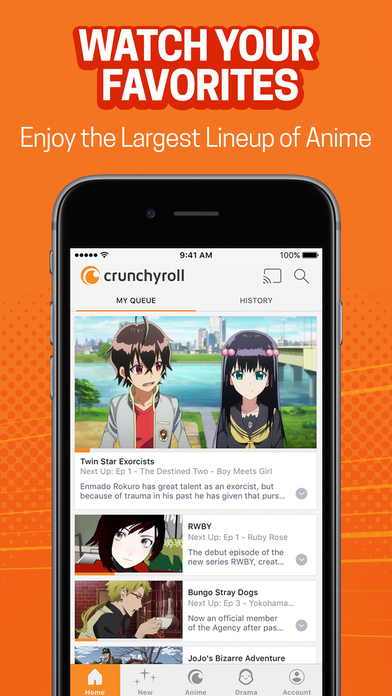 WATCH YOUR
FAVORITES
Enjoy the Largest Lineup of Anime
9:41 AM
100%
crunchyroll
MY QUEUE
HISTORY
Twin Star Exorcists
Next Up: Ep 1 - The Destined Two - Boy Meets Girl
Enmado Rokuro has great talent as an exorcist, but
because of trauma in his past he has given that purs...
RWBY
Next Up: Ep 1 - Ruby Rose
The debut episode of the
new series RWBY, creat...
Bungo Stray Dogs
Next Up: Ep 3 - Yokohama...
Now an official member
of the Agency after pas...
JoJo's Bizarre Adventure
Home
New
Anime
Drama
Account